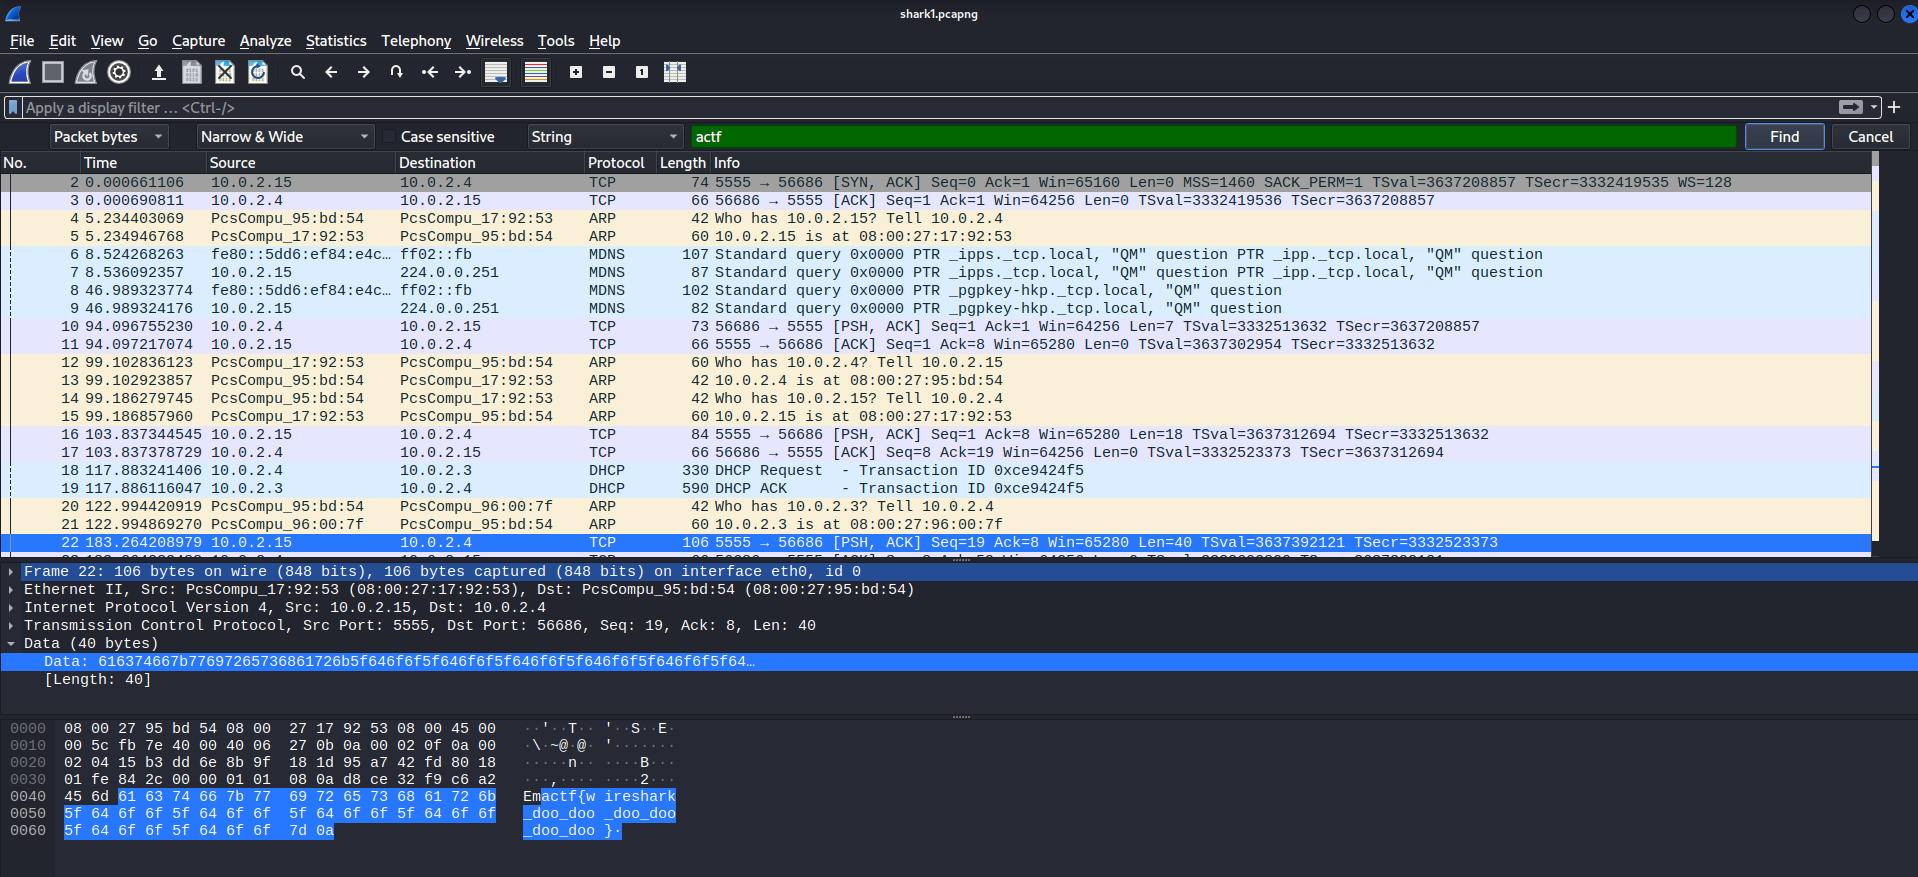 shark1.pcapng
File Edit View Go Capture Analyze Statistics Telephony Wireless Tools Help
Apply a display filter … <Ctrl-/>
Packet bytes Narrow & Wide Case sensitive String actf Find Cancel
No. Time Source Destination Protocol Length Info
2 0.000661106 10.0.2.15 10.0.2.4 TCP 74 5555 → 56686 [SYN, ACK] Seq=0 Ack=1 Win=65160 Len=0 MSS=1460 SACK_PERM=1 TSval=3637208857 TSecr=3332419535 WS=128
3 0.000690811 10.0.2.4 10.0.2.15 TCP 66 56686 → 5555 [ACK] Seq=1 Ack=1 Win=64256 Len=0 TSval=3332419536 TSecr=3637208857
4 5.234403069 PcsCompu_95:bd:54 PcsCompu_17:92:53 ARP 42 Who has 10.0.2.15? Tell 10.0.2.4
5 5.234946768 PcsCompu_17:92:53 PcsCompu_95:bd:54 ARP 60 10.0.2.15 is at 08:00:27:17:92:53
6 8.524268263 fe80::5dd6:ef84:e4c… ff02::fb MDNS 107 Standard query 0x0000 PTR _ipps._tcp.local, "QM" question PTR _ipp._tcp.local, "QM" question
7 8.536092357 10.0.2.15 224.0.0.251 MDNS 87 Standard query 0x0000 PTR _ipps._tcp.local, "QM" question PTR _ipp._tcp.local, "QM" question
8 46.989323774 fe80::5dd6:ef84:e4c… ff02::fb MDNS 102 Standard query 0x0000 PTR _pgpkey-hkp._tcp.local, "QM" question
9 46.989324176 10.0.2.15 224.0.0.251 MDNS 82 Standard query 0x0000 PTR _pgpkey-hkp._tcp.local, "QM" question
10 94.096755230 10.0.2.4 10.0.2.15 TCP 73 56686 → 5555 [PSH, ACK] Seq=1 Ack=1 Win=64256 Len=7 TSval=3332513632 TSecr=3637208857
11 94.097217074 10.0.2.15 10.0.2.4 TCP 66 5555 → 56686 [ACK] Seq=1 Ack=8 Win=65280 Len=0 TSval=3637302954 TSecr=3332513632
12 99.102836123 PcsCompu_17:92:53 PcsCompu_95:bd:54 ARP 60 Who has 10.0.2.4? Tell 10.0.2.15
13 99.102923857 PcsCompu_95:bd:54 PcsCompu_17:92:53 ARP 42 10.0.2.4 is at 08:00:27:95:bd:54
14 99.186279745 PcsCompu_95:bd:54 PcsCompu_17:92:53 ARP 42 Who has 10.0.2.15? Tell 10.0.2.4
15 99.186857960 PcsCompu_17:92:53 PcsCompu_95:bd:54 ARP 60 10.0.2.15 is at 08:00:27:17:92:53
16 103.837344545 10.0.2.15 10.0.2.4 TCP 84 5555 → 56686 [PSH, ACK] Seq=1 Ack=8 Win=65280 Len=18 TSval=3637312694 TSecr=3332513632
17 103.837378729 10.0.2.4 10.0.2.15 TCP 66 56686 → 5555 [ACK] Seq=8 Ack=19 Win=64256 Len=0 TSval=3332523373 TSecr=3637312694
18 117.883241406 10.0.2.4 10.0.2.3 DHCP 330 DHCP Request - Transaction ID 0xce9424f5
19 117.886116047 10.0.2.3 10.0.2.4 DHCP 590 DHCP ACK - Transaction ID 0xce9424f5
20 122.994420919 PcsCompu_95:bd:54 PcsCompu_96:00:7f ARP 42 Who has 10.0.2.3? Tell 10.0.2.4
21 122.994869270 PcsCompu_96:00:7f PcsCompu_95:bd:54 ARP 60 10.0.2.3 is at 08:00:27:96:00:7f
22 183.264208979 10.0.2.15 10.0.2.4 TCP 106 5555 → 56686 [PSH, ACK] Seq=19 Ack=8 Win=65280 Len=40 TSval=3637392121 TSecr=3332523373
Frame 22: 106 bytes on wire (848 bits), 106 bytes captured (848 bits) on interface eth0, id 0
Ethernet II, Src: PcsCompu_17:92:53 (08:00:27:17:92:53), Dst: PcsCompu_95:bd:54 (08:00:27:95:bd:54)
Internet Protocol Version 4, Src: 10.0.2.15, Dst: 10.0.2.4
Transmission Control Protocol, Src Port: 5555, Dst Port: 56686, Seq: 19, Ack: 8, Len: 40
Data (40 bytes)
Data: 616374667b77697265736861726b5f646f6f5f646f6f5f646f6f5f646f6f5f646f6f5f64…
[Length: 40]
0000 08 00 27 95 bd 54 08 00 27 17 92 53 08 00 45 00 ··'··T·· '··S··E·
0010 00 5c fb 7e 40 00 40 06 27 0b 0a 00 02 0f 0a 00 ·\·~@·@· '·······
0020 02 04 15 b3 dd 6e 8b 9f 18 1d 95 a7 42 fd 80 18 ·····n·· ····B···
0030 01 fe 84 2c 00 00 01 01 08 0a d8 ce 32 f9 c6 a2 ···,···· ····2···
0040 45 6d 61 63 74 66 7b 77 69 72 65 73 68 61 72 6b Emactf{w ireshark
0050 5f 64 6f 6f 5f 64 6f 6f 5f 64 6f 6f 5f 64 6f 6f _doo_doo _doo_doo
0060 5f 64 6f 6f 5f 64 6f 6f 7d 0a _doo_doo }·